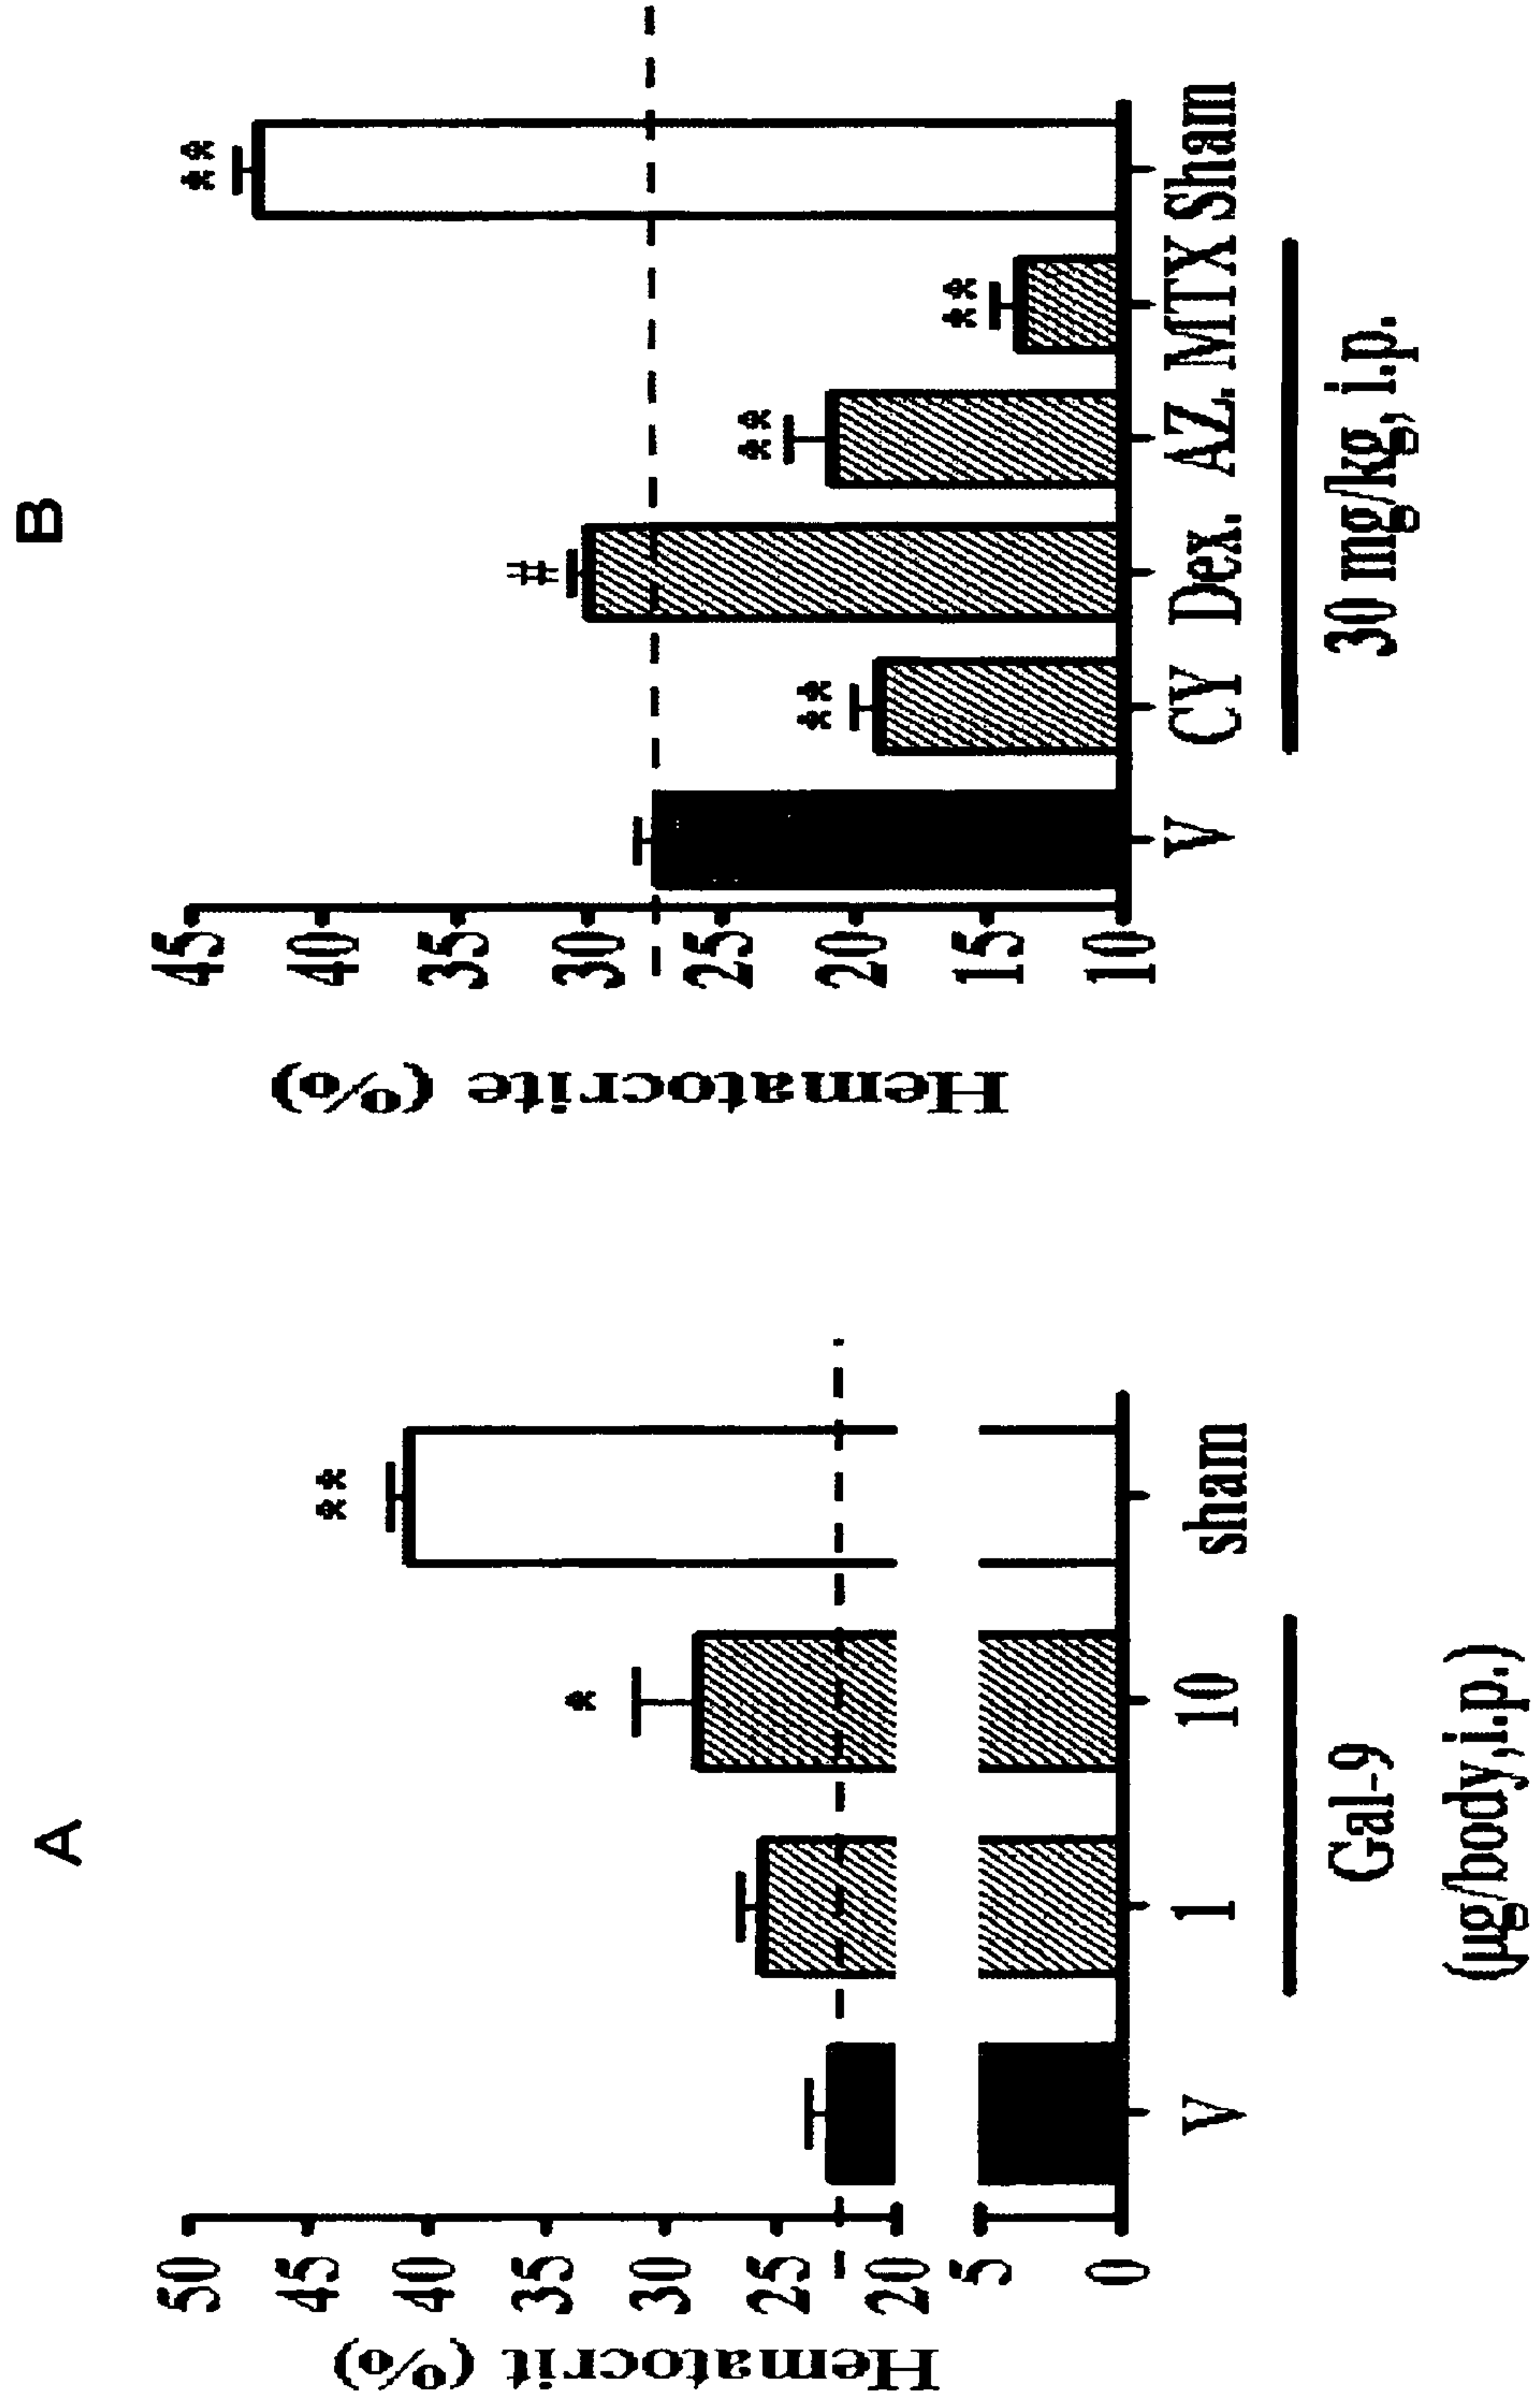 A
Hematocrit (%)
50
45
40
35
30
25
20
5
0
**
*
V 1 10 sham
Gal-9
(µg/body,i.p.)
B
Hematocrite (%)
45
40
35
30
25
20
15
10
**
#
**
**
**
V CY Dex. AZ. MTX Sham
30 mg/kg, i.p.